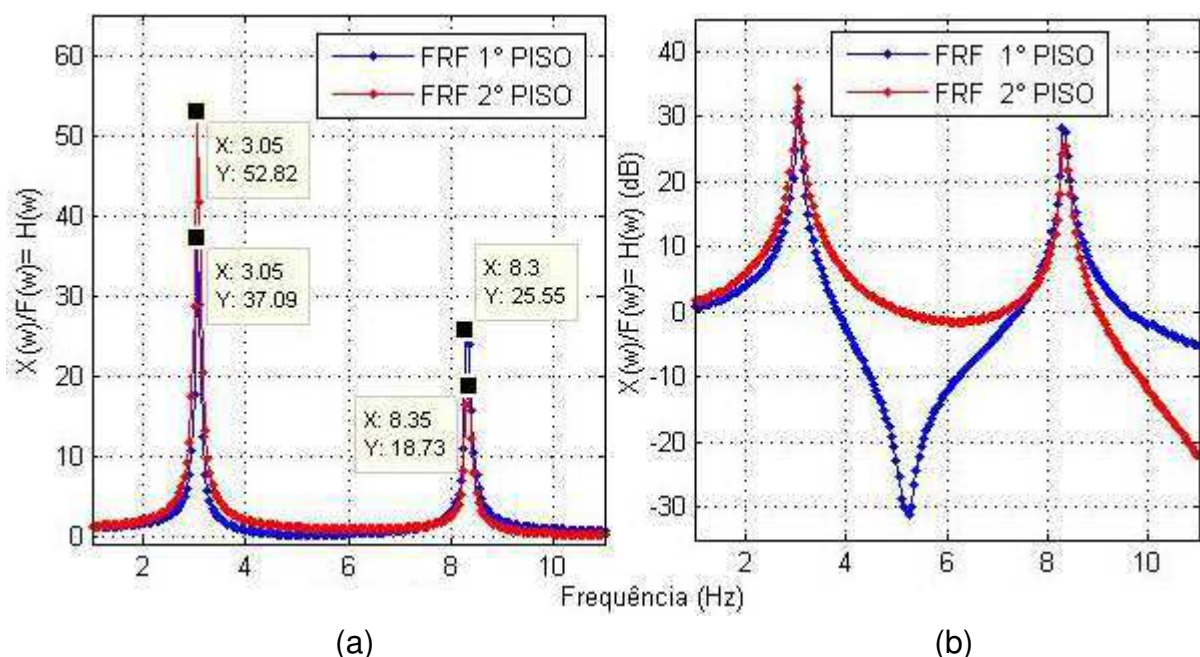 60
50
40
30
20
10
0
X(w)/F(w)= H(w)
FRF 1° PISO
FRF 2° PISO
X: 3.05
Y: 52.82
X: 3.05
Y: 37.09
X: 8.3
Y: 25.55
X: 8.35
Y: 18.73
2 4 6 8 10
40
30
20
10
0
-10
-20
-30
X(w)/F(w)= H(w) (dB)
FRF 1° PISO
FRF 2° PISO
2 4 6 8 10
Frequência (Hz)
(a)
(b)